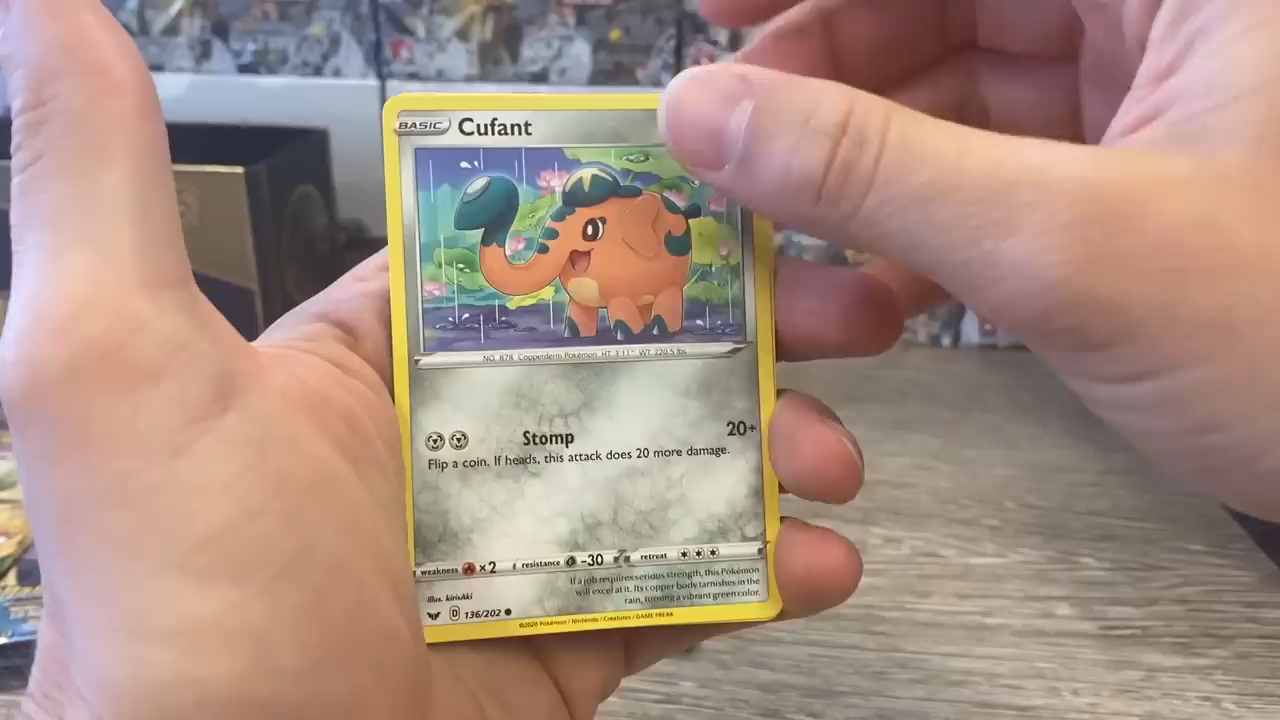 BASIC Cufant
NO. 878 Copperderm Pokémon HT 3'11" WT 220.5 lbs
Stomp 20+
Flip a coin. If heads, this attack does 20 more damage.
weakness ×2 resistance -30 retreat
If a job requires serious strength, this Pokémon
will excel at it. Its copper body tarnishes in the
rain, turning a vibrant green color.
Illus. kirisAki
D 136/202
©2020 Pokémon / Nintendo / Creatures / GAME FREAK